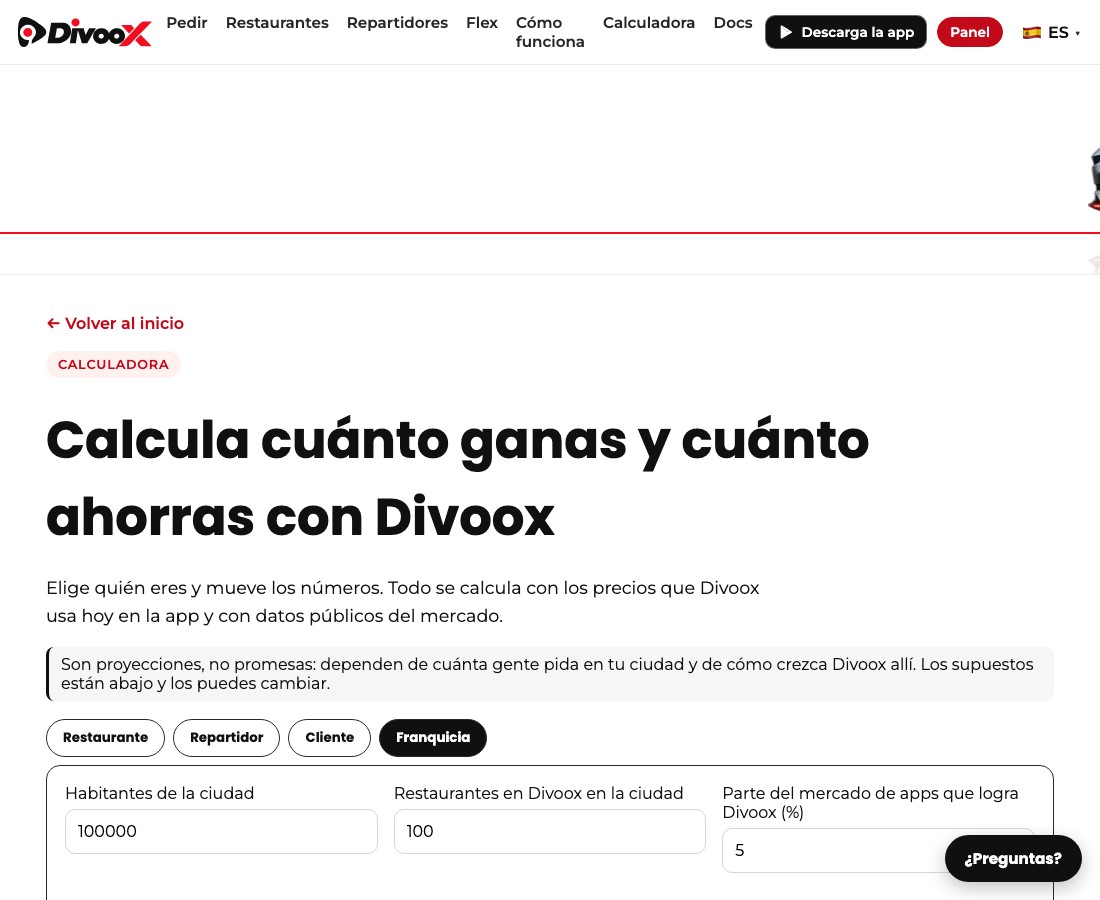 DivooX
Pedir
Restaurantes
Repartidores
Flex
Cómo
funciona
Calculadora
Docs
Descarga la app
Panel
ES
← Volver al inicio
CALCULADORA
Calcula cuánto ganas y cuánto
ahorras con Divoox
Elige quién eres y mueve los números. Todo se calcula con los precios que Divoox
usa hoy en la app y con datos públicos del mercado.
Son proyecciones, no promesas: dependen de cuánta gente pida en tu ciudad y de cómo crezca Divoox allí. Los supuestos
están abajo y los puedes cambiar.
Restaurante
Repartidor
Cliente
Franquicia
Habitantes de la ciudad
100000
Restaurantes en Divoox en la ciudad
100
Parte del mercado de apps que logra
Divoox (%)
5
¿Preguntas?